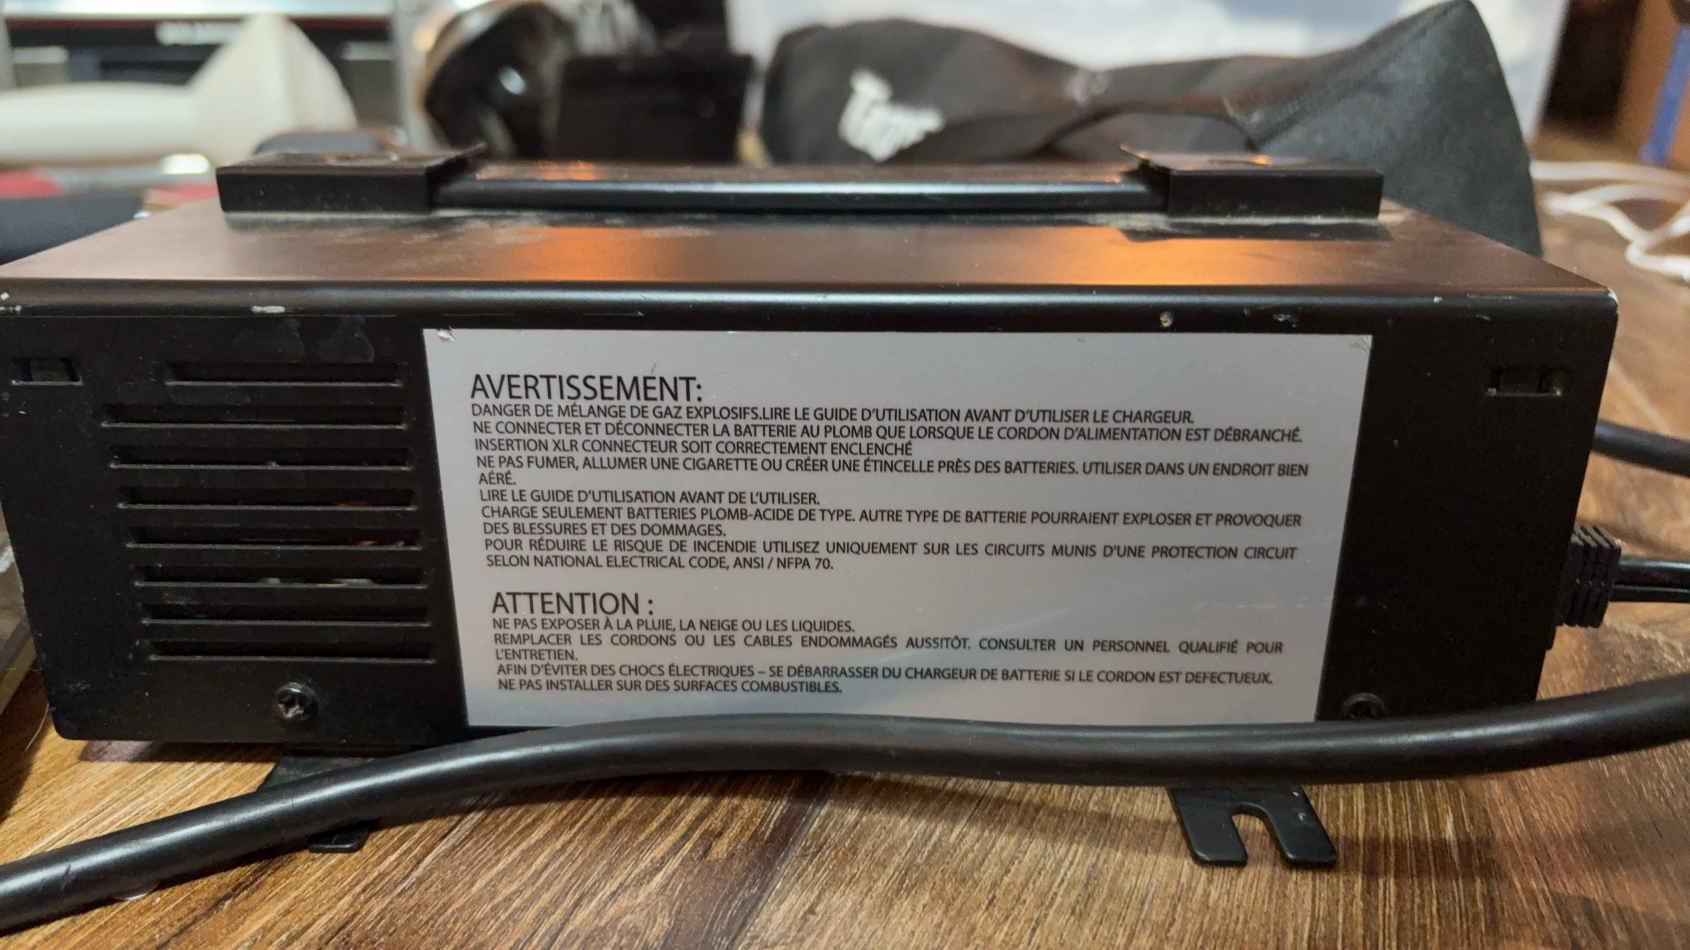 AVERTISSEMENT:
DANGER DE MÉLANGE DE GAZ EXPLOSIFS.LIRE LE GUIDE D'UTILISATION AVANT D'UTILISER LE CHARGEUR.
NE CONNECTER ET DÉCONNECTER LA BATTERIE AU PLOMB QUE LORSQUE LE CORDON D'ALIMENTATION EST DÉBRANCHÉ.
INSERTION XLR CONNECTEUR SOIT CORRECTEMENT ENCLENCHÉ
NE PAS FUMER, ALLUMER UNE CIGARETTE OU CRÉER UNE ÉTINCELLE PRÈS DES BATTERIES. UTILISER DANS UN ENDROIT BIEN
AÉRÉ.
LIRE LE GUIDE D'UTILISATION AVANT DE L'UTILISER.
CHARGE SEULEMENT BATTERIES PLOMB-ACIDE DE TYPE. AUTRE TYPE DE BATTERIE POURRAIENT EXPLOSER ET PROVOQUER
DES BLESSURES ET DES DOMMAGES.
POUR RÉDUIRE LE RISQUE DE INCENDIE UTILISEZ UNIQUEMENT SUR LES CIRCUITS MUNIS D'UNE PROTECTION CIRCUIT
SELON NATIONAL ELECTRICAL CODE, ANSI / NFPA 70.
ATTENTION :
NE PAS EXPOSER À LA PLUIE, LA NEIGE OU LES LIQUIDES.
REMPLACER LES CORDONS OU LES CABLES ENDOMMAGÉS AUSSITÔT. CONSULTER UN PERSONNEL QUALIFIÉ POUR
L'ENTRETIEN.
AFIN D'ÉVITER DES CHOCS ÉLECTRIQUES – SE DÉBARRASSER DU CHARGEUR DE BATTERIE SI LE CORDON EST DEFECTUEUX.
NE PAS INSTALLER SUR DES SURFACES COMBUSTIBLES.